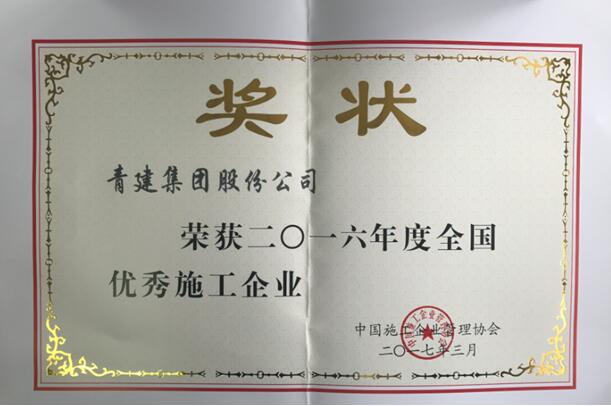 奖状
青建集团股份公司
荣获二〇一六年度全国
优秀施工企业
中国施工企业管理协会
二〇一七年三月